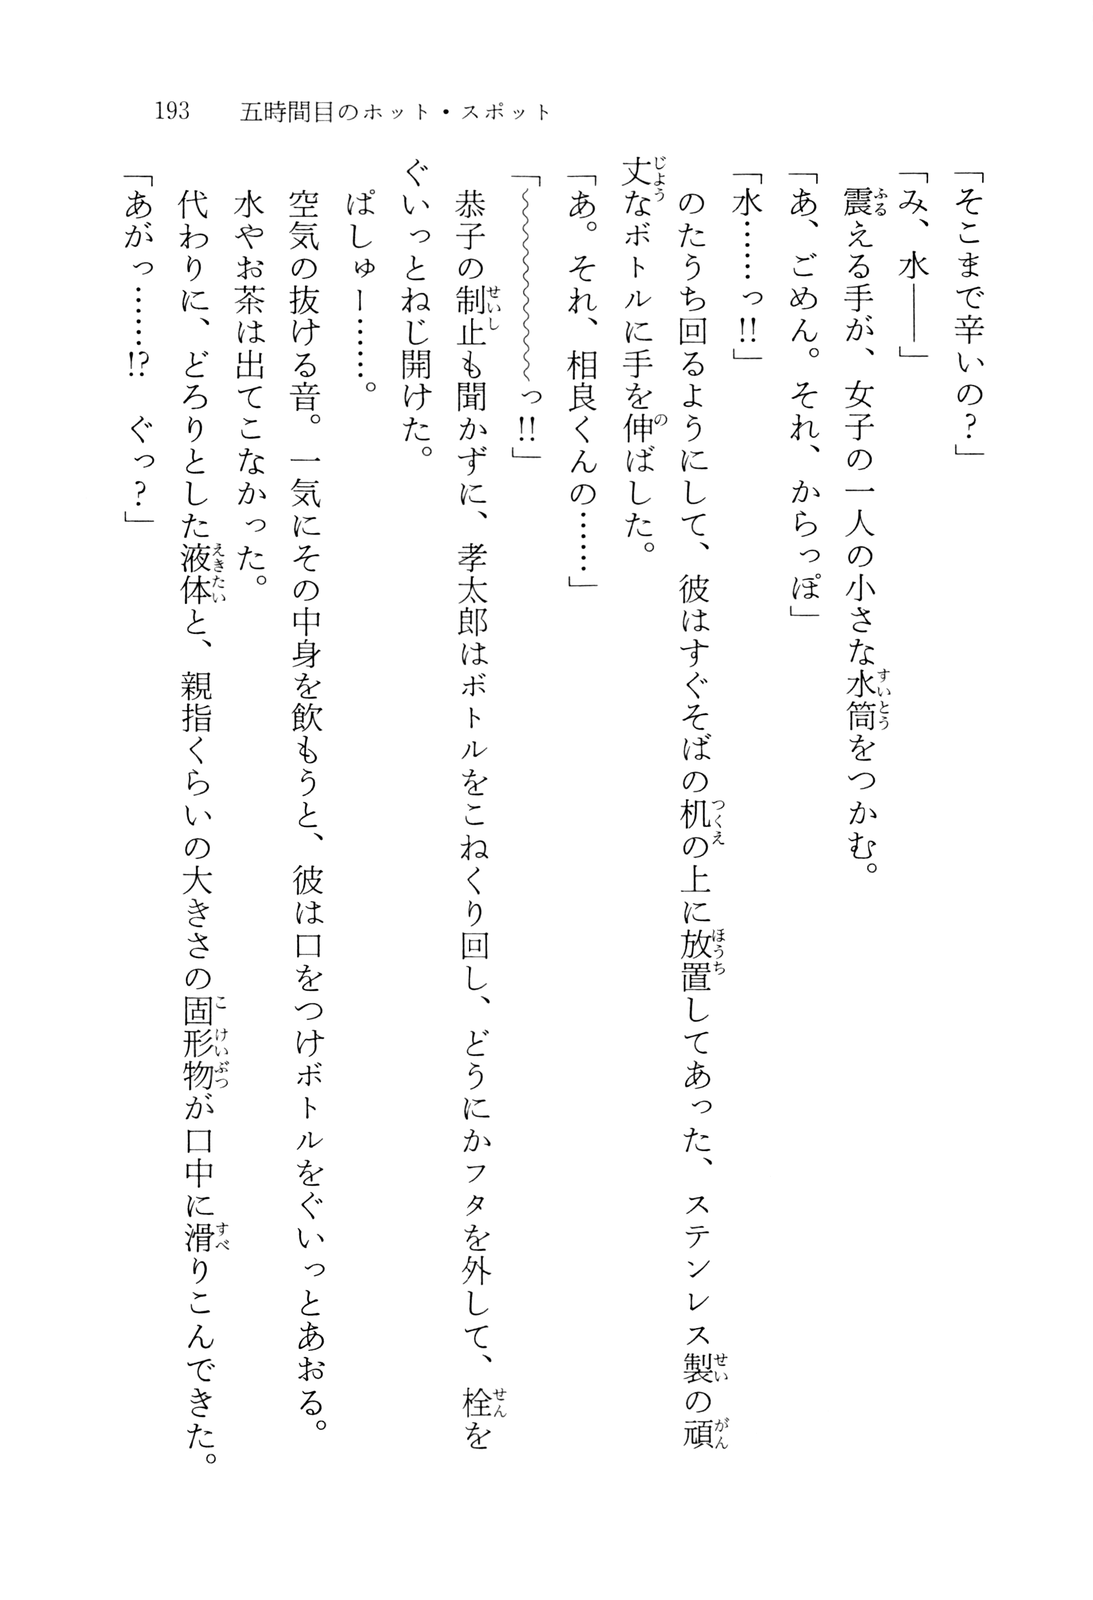 193　五時間目のホット・スポット
「そこまで辛いの？」
「み、水――」
震える手が、女子の一人の小さな水筒をつかむ。
「あ、ごめん。それ、からっぽ」
「水……っ!!」
のたうち回るようにして、彼はすぐそばの机の上に放置してあった、ステンレス製の頑
丈なボトルに手を伸ばした。
「あ。それ、相良くんの……」
「〜〜〜〜〜〜〜っ!!」
恭子の制止も聞かずに、孝太郎はボトルをこねくり回し、どうにかフタを外して、栓を
ぐいっとねじ開けた。
ぱしゅー……。
空気の抜ける音。一気にその中身を飲もうと、彼は口をつけボトルをぐいっとあおる。
水やお茶は出てこなかった。
代わりに、どろりとした液体と、親指くらいの大きさの固形物が口中に滑りこんできた。
「あがっ……!?　ぐっ？」